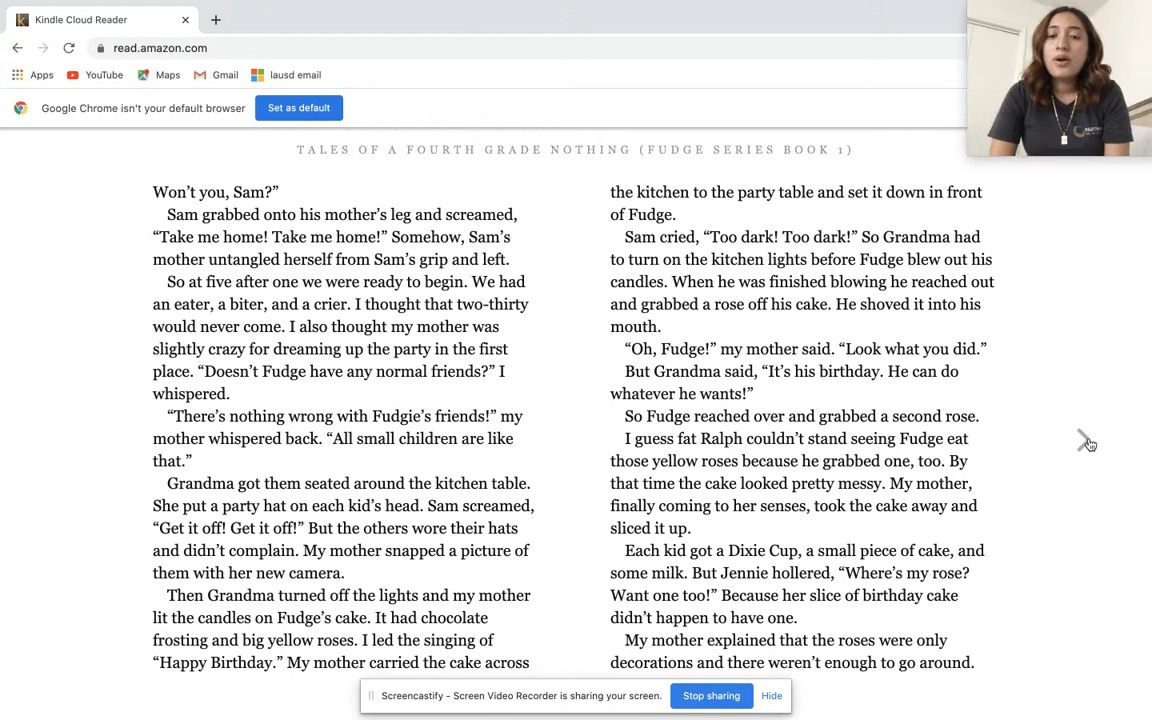 Kindle Cloud Reader
read.amazon.com
Apps
YouTube
Maps
Gmail
lausd email
Google Chrome isn't your default browser
Set as default
TALES OF A FOURTH GRADE NOTHING (FUDGE SERIES BOOK 1)
Won’t you, Sam?”
Sam grabbed onto his mother’s leg and screamed,
“Take me home! Take me home!” Somehow, Sam’s
mother untangled herself from Sam’s grip and left.
So at five after one we were ready to begin. We had
an eater, a biter, and a crier. I thought that two-thirty
would never come. I also thought my mother was
slightly crazy for dreaming up the party in the first
place. “Doesn’t Fudge have any normal friends?” I
whispered.
“There’s nothing wrong with Fudgie’s friends!” my
mother whispered back. “All small children are like
that.”
Grandma got them seated around the kitchen table.
She put a party hat on each kid’s head. Sam screamed,
“Get it off! Get it off!” But the others wore their hats
and didn’t complain. My mother snapped a picture of
them with her new camera.
Then Grandma turned off the lights and my mother
lit the candles on Fudge’s cake. It had chocolate
frosting and big yellow roses. I led the singing of
“Happy Birthday.” My mother carried the cake across
the kitchen to the party table and set it down in front
of Fudge.
Sam cried, “Too dark! Too dark!” So Grandma had
to turn on the kitchen lights before Fudge blew out his
candles. When he was finished blowing he reached out
and grabbed a rose off his cake. He shoved it into his
mouth.
“Oh, Fudge!” my mother said. “Look what you did.”
But Grandma said, “It’s his birthday. He can do
whatever he wants!”
So Fudge reached over and grabbed a second rose.
I guess fat Ralph couldn’t stand seeing Fudge eat
those yellow roses because he grabbed one, too. By
that time the cake looked pretty messy. My mother,
finally coming to her senses, took the cake away and
sliced it up.
Each kid got a Dixie Cup, a small piece of cake, and
some milk. But Jennie hollered, “Where’s my rose?
Want one too!” Because her slice of birthday cake
didn’t happen to have one.
My mother explained that the roses were only
decorations and there weren’t enough to go around.
Screencastify - Screen Video Recorder is sharing your screen.
Stop sharing
Hide